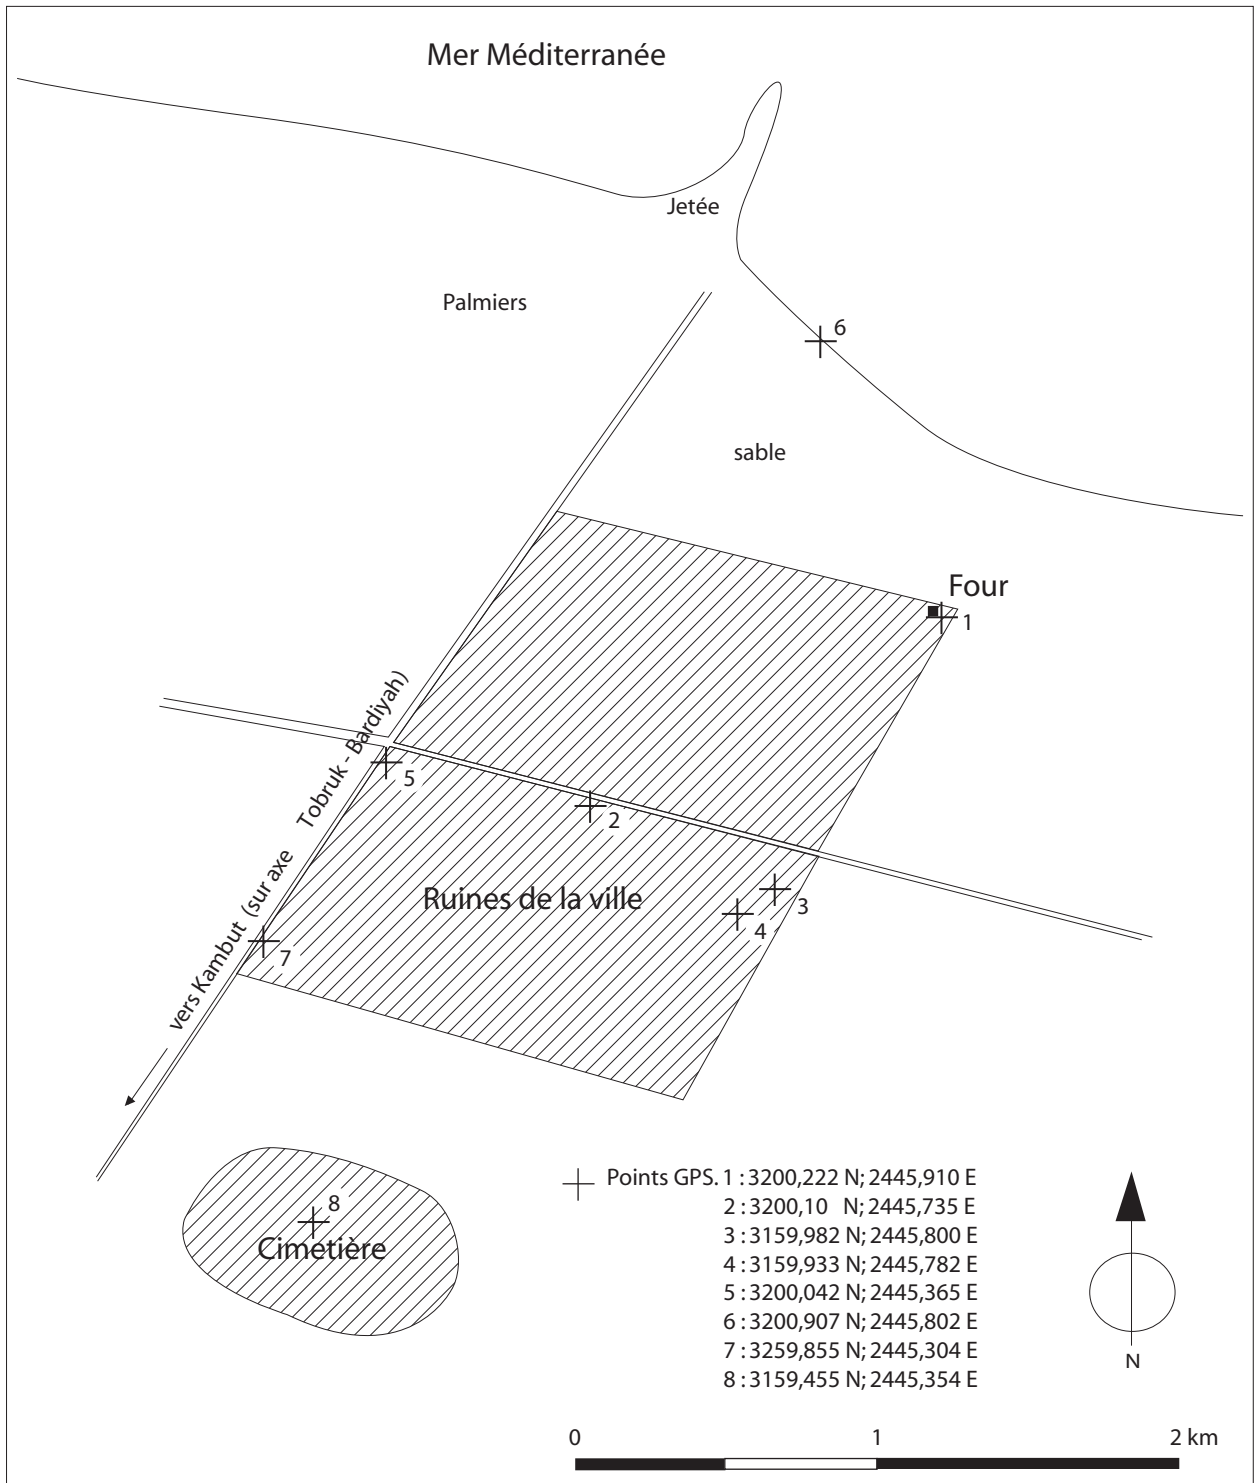 Mer Méditerranée
Jetée
Palmiers
6
sable
Four
1
vers Kambut (sur axe Tobruk - Bardiyah)
5
2
Ruines de la ville
3
4
7
8
Cimetière
Points GPS. 1 : 3200,222 N; 2445,910 E
2 : 3200,10 N; 2445,735 E
3 : 3159,982 N; 2445,800 E
4 : 3159,933 N; 2445,782 E
5 : 3200,042 N; 2445,365 E
6 : 3200,907 N; 2445,802 E
7 : 3259,855 N; 2445,304 E
8 : 3159,455 N; 2445,354 E
N
0 1 2 km